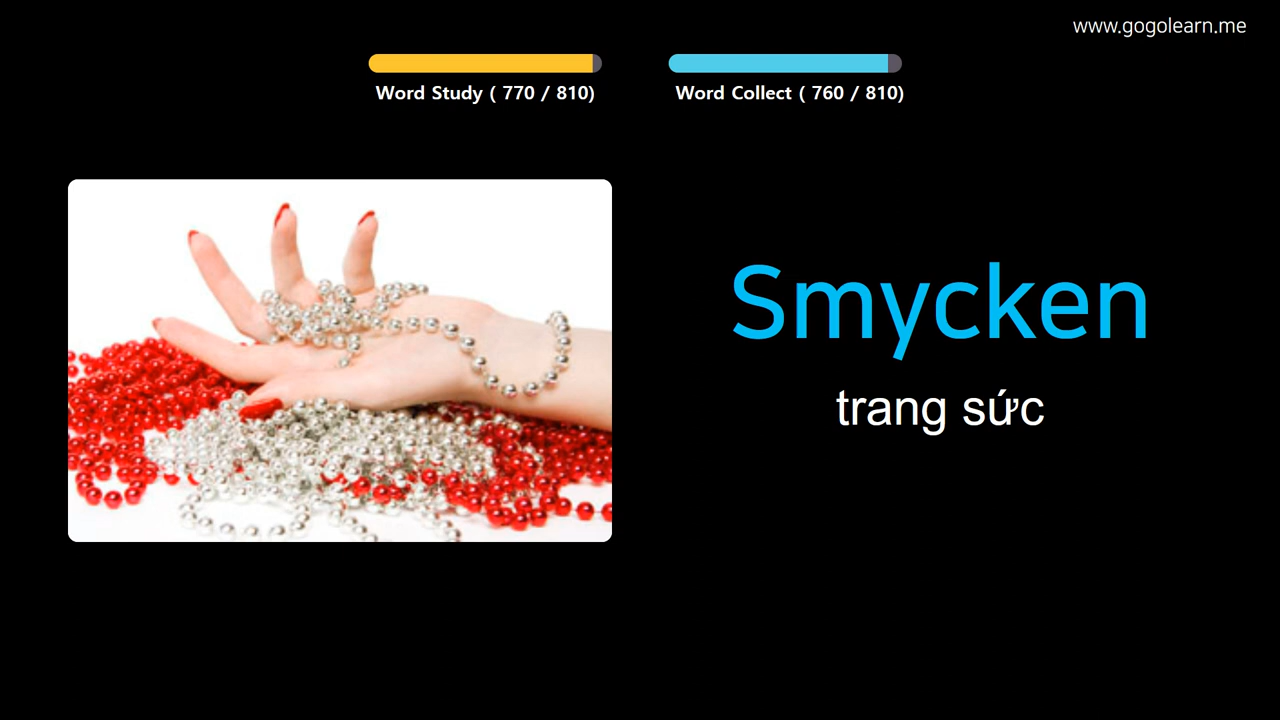 www.gogolearn.me
Word Study ( 770 / 810)
Word Collect ( 760 / 810)
Smycken
trang sức